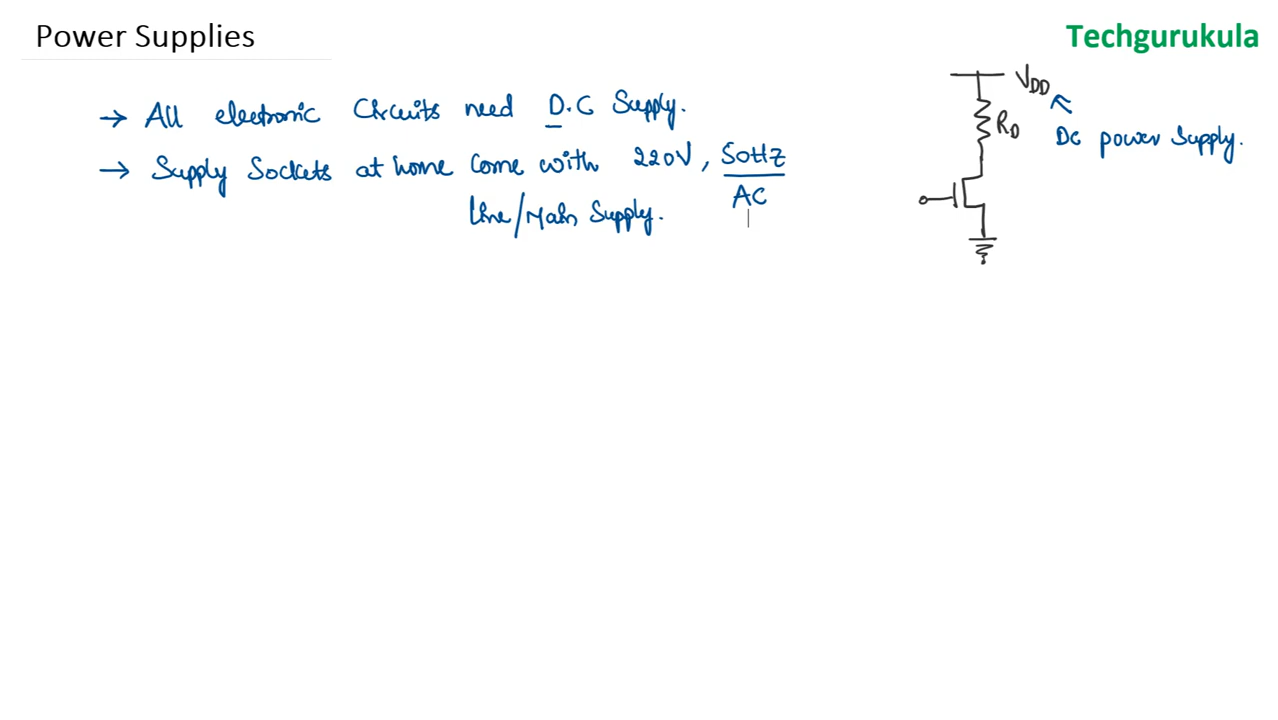 Power Supplies
Techgurukula
→ All electronic Circuits need D.C Supply.
→ Supply Sockets at home come with 220V, 50HZ
AC
Line/Main Supply.
VDD
RD
DC power Supply.